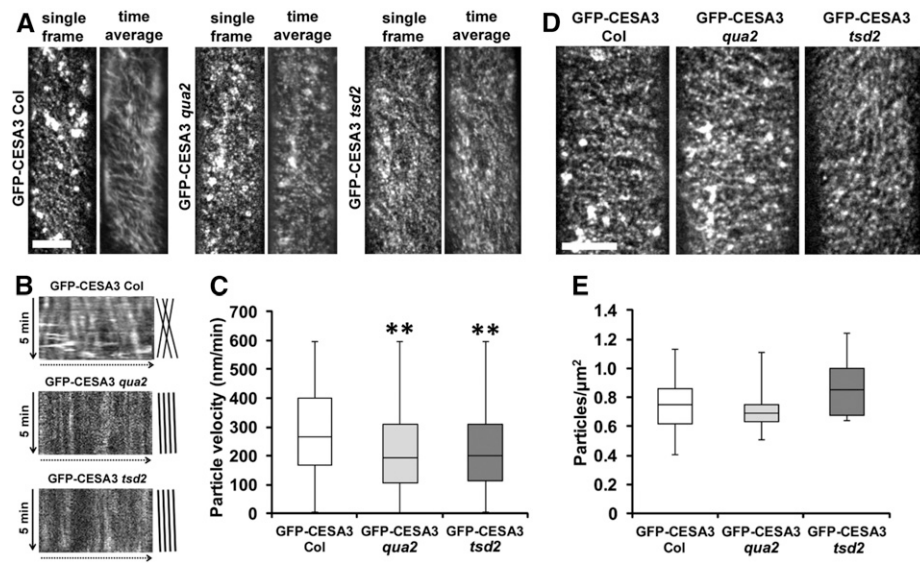 A
single frame
time average
single frame
time average
single frame
time average
GFP-CESA3 Col
GFP-CESA3 qua2
GFP-CESA3 tsd2
D
GFP-CESA3 Col
GFP-CESA3 qua2
GFP-CESA3 tsd2
B
GFP-CESA3 Col
5 min
GFP-CESA3 qua2
5 min
GFP-CESA3 tsd2
5 min
C
Particle velocity (nm/min)
700
600
500
400
300
200
100
0
**
**
GFP-CESA3 Col
GFP-CESA3 qua2
GFP-CESA3 tsd2
E
Particles/µm²
1.4
1.2
1.0
0.8
0.6
0.4
0.2
0
GFP-CESA3 Col
GFP-CESA3 qua2
GFP-CESA3 tsd2